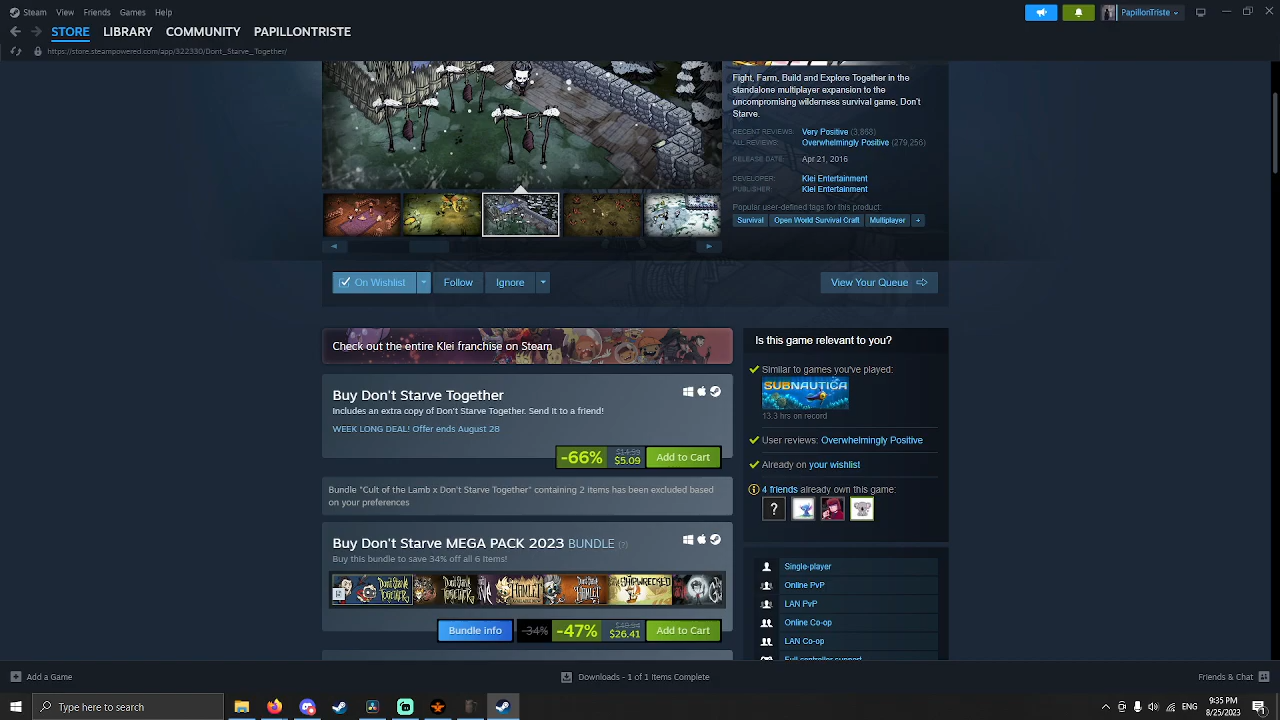 Steam View Friends Games Help
PapillonTriste
STORE LIBRARY COMMUNITY PAPILLONTRISTE
https://store.steampowered.com/app/322330/Dont_Starve_Together/
Fight, Farm, Build and Explore Together in the
standalone multiplayer expansion to the
uncompromising wilderness survival game, Don't
Starve.
RECENT REVIEWS: Very Positive (3,868)
ALL REVIEWS: Overwhelmingly Positive (279,256)
RELEASE DATE: Apr 21, 2016
DEVELOPER: Klei Entertainment
PUBLISHER: Klei Entertainment
Popular user-defined tags for this product:
Survival Open World Survival Craft Multiplayer +
On Wishlist Follow Ignore View Your Queue
Check out the entire Klei franchise on Steam
Buy Don't Starve Together
Includes an extra copy of Don't Starve Together. Send it to a friend!
WEEK LONG DEAL! Offer ends August 28
-66% $14.99 $5.09 Add to Cart
Bundle "Cult of the Lamb x Don't Starve Together" containing 2 items has been excluded based
on your preferences
Buy Don't Starve MEGA PACK 2023 BUNDLE (?)
Buy this bundle to save 34% off all 6 items!
SHIPWRECKED
Bundle info -34% -47% $26.41 Add to Cart
Is this game relevant to you?
Similar to games you've played:
SUBNAUTICA
13.3 hrs on record
User reviews: Overwhelmingly Positive
Already on your wishlist
4 friends already own this game:
?
Single-player
Online PvP
LAN PvP
Online Co-op
LAN Co-op
Add a Game
Downloads - 1 of 1 Items Complete
Friends & Chat
Type here to search
ENG
9:35 PM
8/25/2023